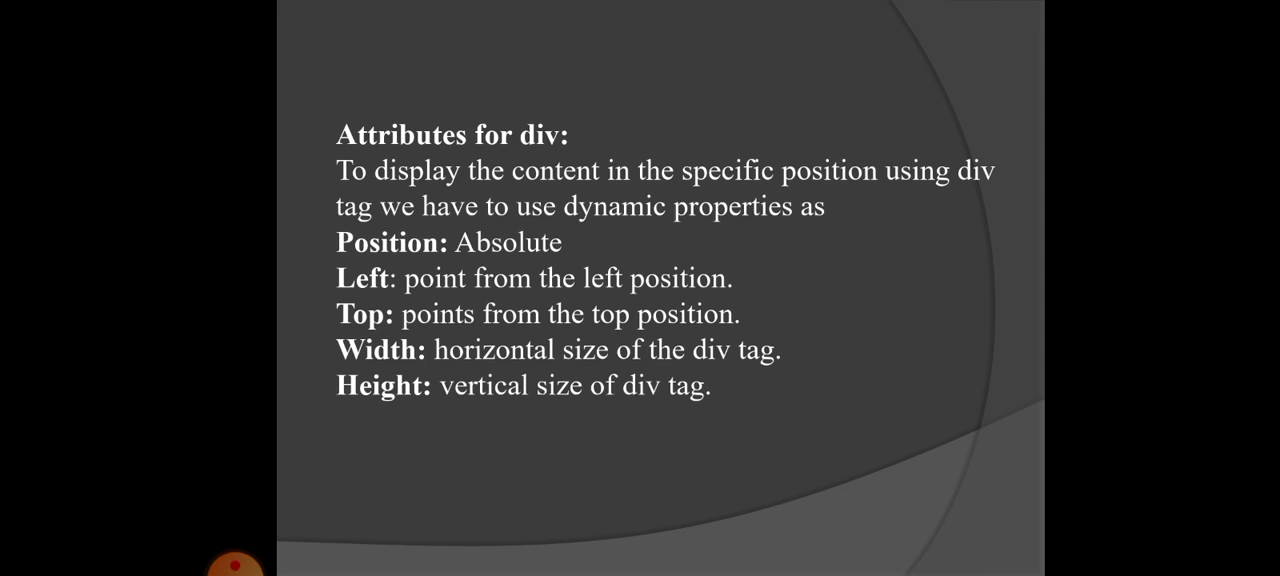 Attributes for div:
To display the content in the specific position using div
tag we have to use dynamic properties as
Position: Absolute
Left: point from the left position.
Top: points from the top position.
Width: horizontal size of the div tag.
Height: vertical size of div tag.